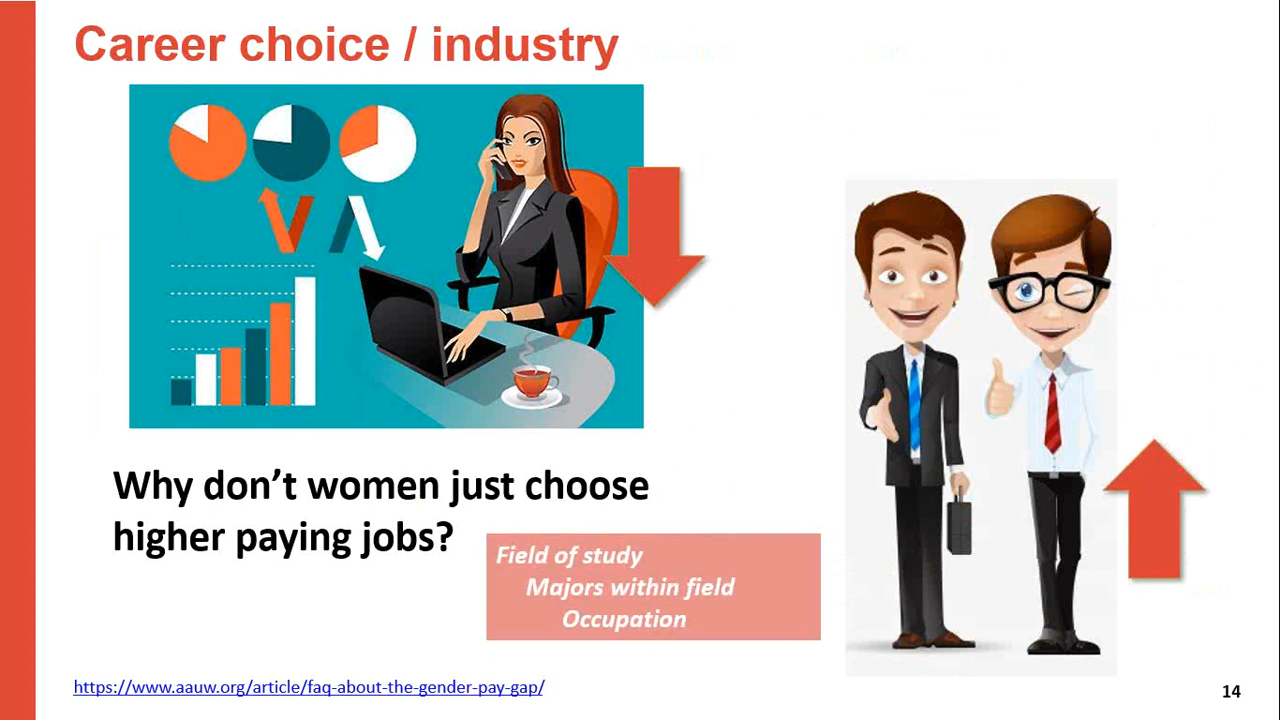 Career choice / industry
Why don’t women just choose
higher paying jobs?
Field of study
Majors within field
Occupation
https://www.aauw.org/article/faq-about-the-gender-pay-gap/
14